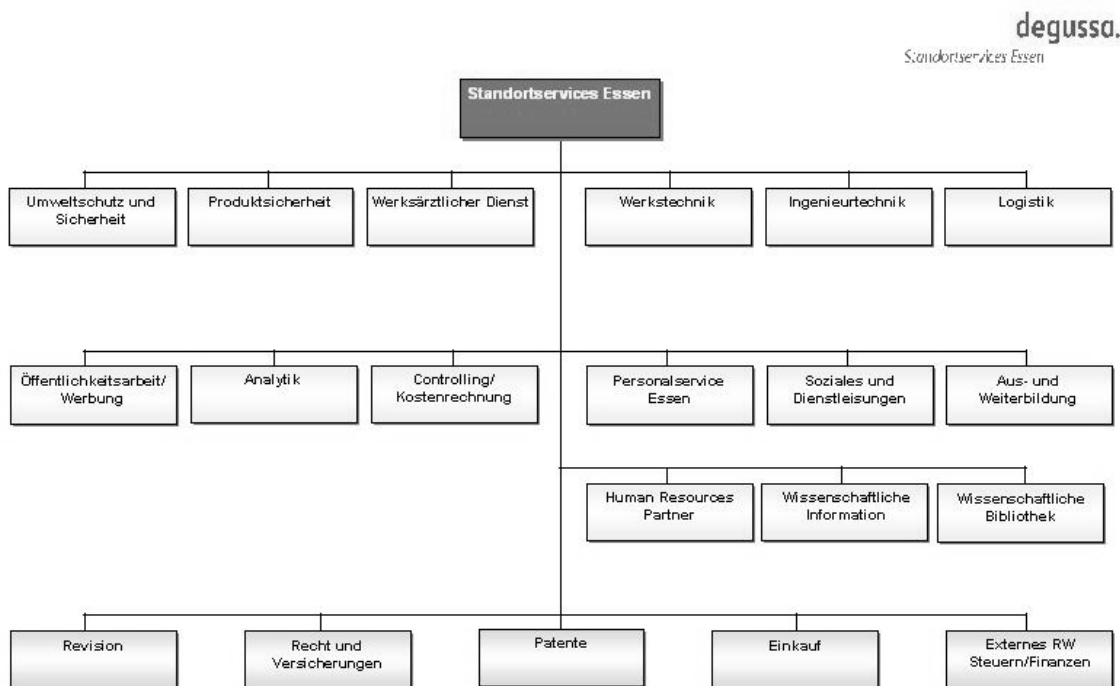 degussa.
Standortservices Essen
Standortservices Essen
Umweltschutz und
Sicherheit
Produktsicherheit
Werksärztlicher Dienst
Werkstechnik
Ingenieurtechnik
Logistik
Öffentlichkeitsarbeit/
Werbung
Analytik
Controlling/
Kostenrechnung
Personalservice
Essen
Soziales und
Dienstleisungen
Aus- und
Weiterbildung
Human Resources
Partner
Wissenschaftliche
Information
Wissenschaftliche
Bibliothek
Revision
Recht und
Versicherungen
Patente
Einkauf
Externes RW
Steuern/Finanzen